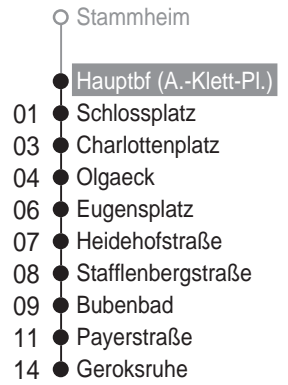 Stammheim
Hauptbf (A.-Klett-Pl.)
01 Schlossplatz
03 Charlottenplatz
04 Olgaeck
06 Eugensplatz
07 Heidehofstraße
08 Stafflenbergstraße
09 Bubenbad
11 Payerstraße
14 Geroksruhe